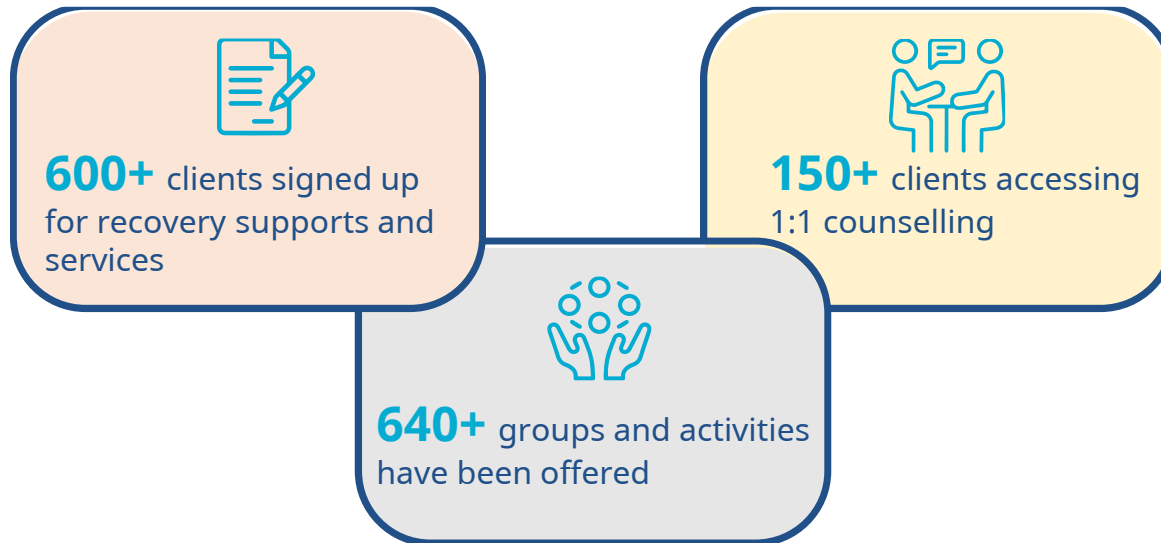 600+ clients signed up
for recovery supports and
services
150+ clients accessing
1:1 counselling
640+ groups and activities
have been offered